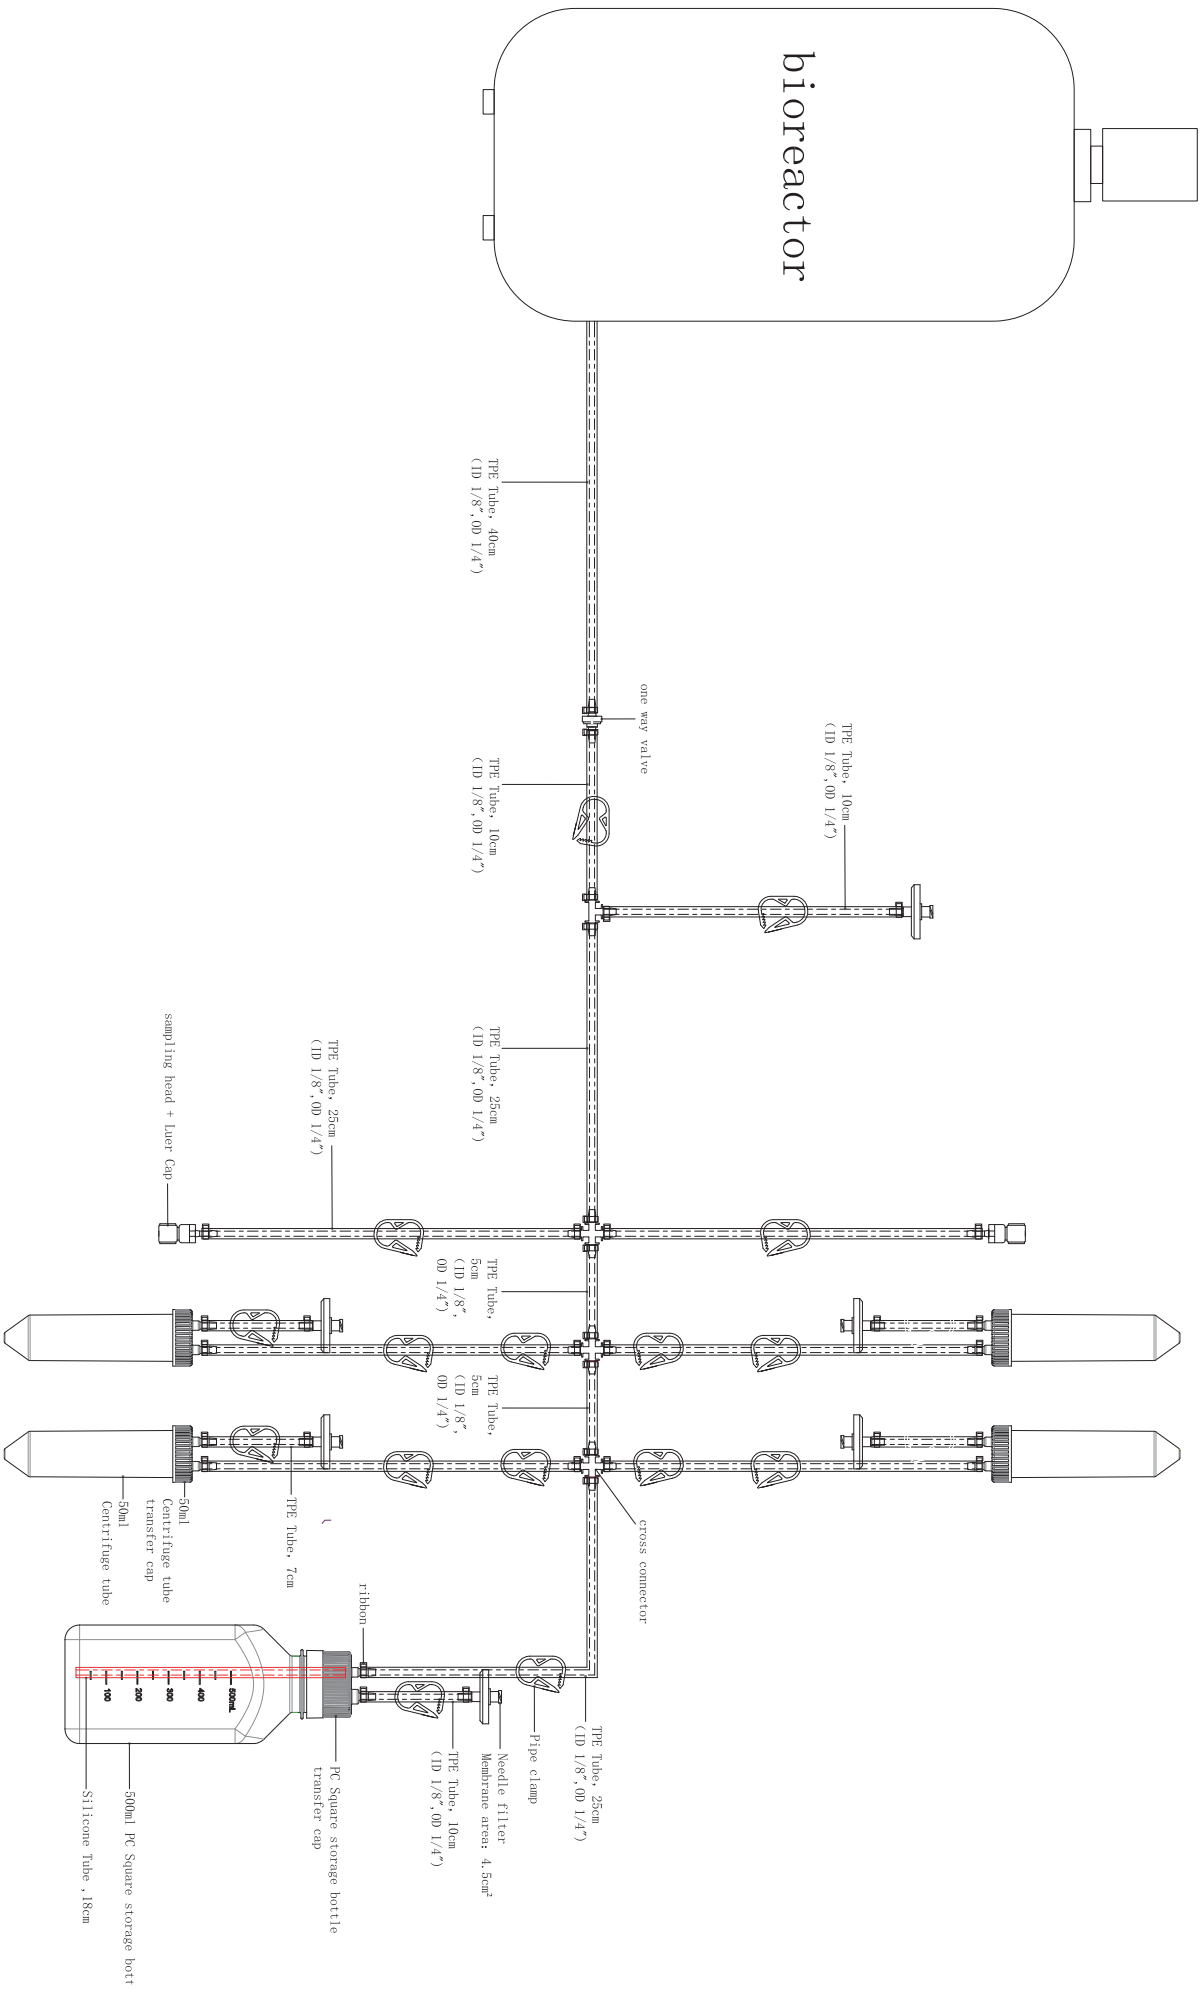 bioreactor
TPE Tube, 40cm
(ID 1/8″,OD 1/4″)
one way valve
TPE Tube, 10cm
(ID 1/8″,OD 1/4″)
TPE Tube, 10cm
(ID 1/8″,OD 1/4″)
TPE Tube, 25cm
(ID 1/8″,OD 1/4″)
TPE Tube, 25cm
(ID 1/8″,OD 1/4″)
sampling head + Luer Cap
TPE Tube,
5cm
(ID 1/8″,
OD 1/4″)
TPE Tube,
5cm
(ID 1/8″,
OD 1/4″)
cross connector
TPE Tube, 7cm
50ml
Centrifuge tube
transfer cap
50ml
Centrifuge tube
ribbon
TPE Tube, 25cm
(ID 1/8″,OD 1/4″)
Pipe clamp
Needle filter
Membrane area: 4.5cm²
TPE Tube, 10cm
(ID 1/8″,OD 1/4″)
PC Square storage bottle
transfer cap
500mL
400
300
200
100
500ml PC Square storage bott
Silicone Tube ,18cm